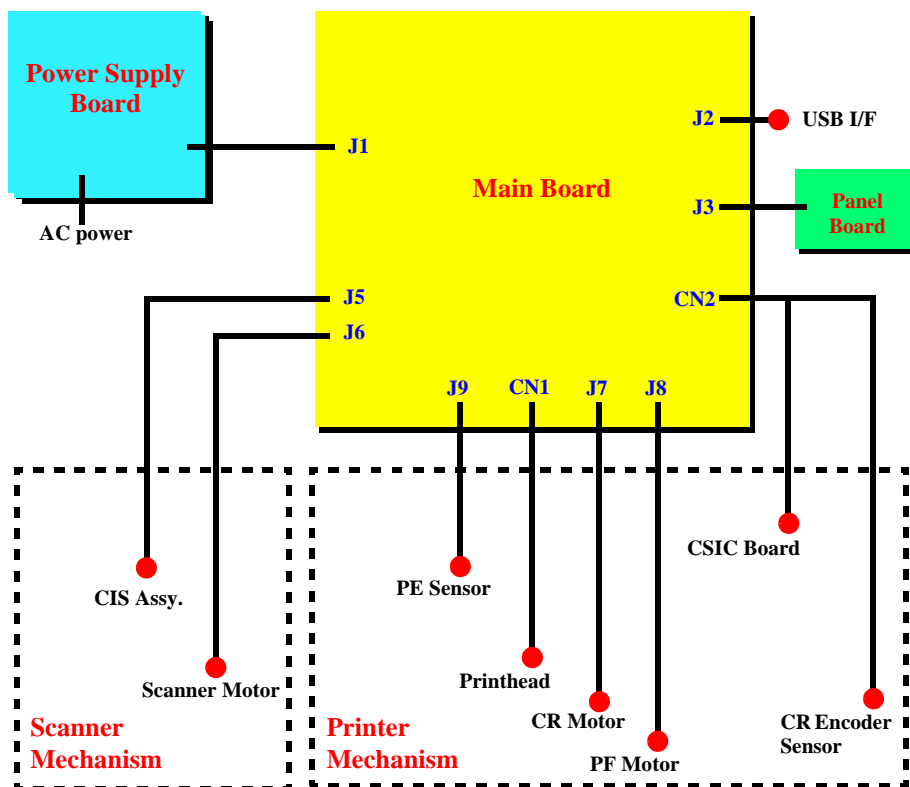 Power Supply
Board
J1
AC power
Main Board
J2
USB I/F
J3
Panel
Board
J5
J6
CN2
J9
CN1
J7
J8
CSIC Board
CIS Assy.
PE Sensor
Scanner Motor
Printhead
CR Motor
CR Encoder
Sensor
PF Motor
Scanner
Mechanism
Printer
Mechanism